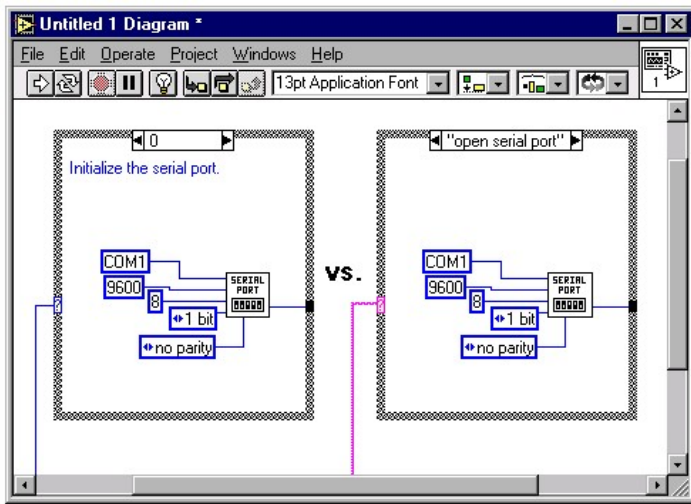 Untitled 1 Diagram *
File Edit Operate Project Windows Help
13pt Application Font
1
0
"open serial port"
Initialize the serial port.
COM1
9600
8
1 bit
no parity
SERIAL
PORT
vs.
COM1
9600
8
1 bit
no parity
SERIAL
PORT